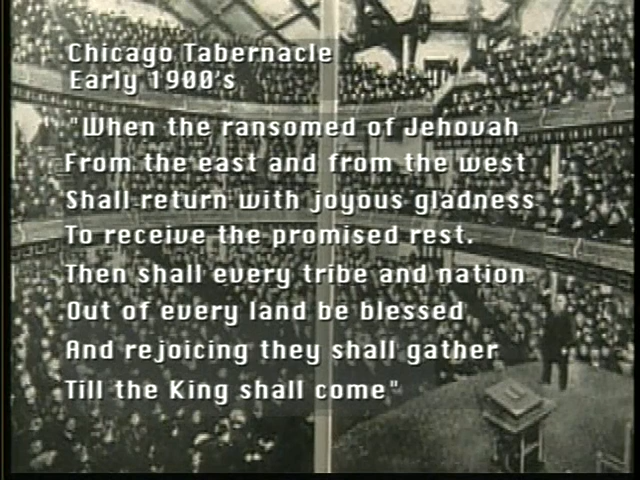 Chicago Tabernacle
Early 1900's
"When the ransomed of Jehovah
From the east and from the west
Shall return with joyous gladness
To receive the promised rest.
Then shall every tribe and nation
Out of every land be blessed
And rejoicing they shall gather
Till the King shall come"